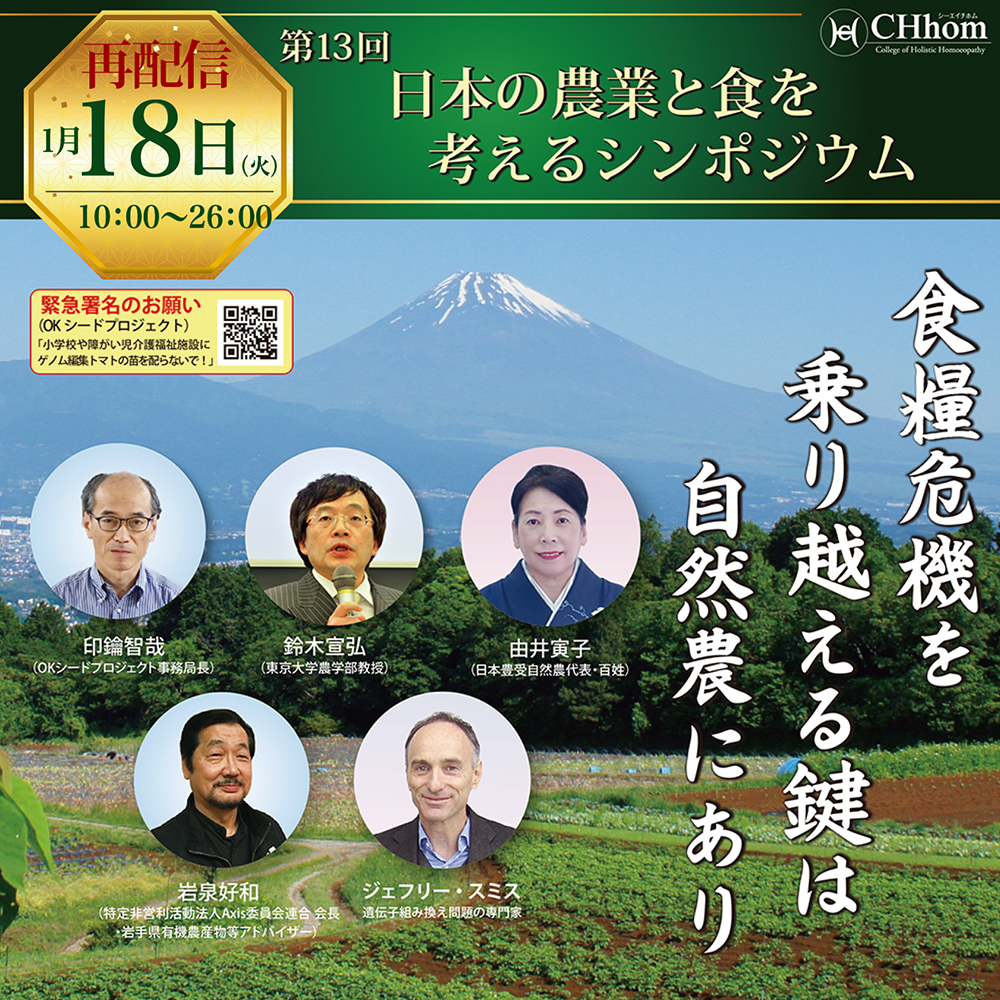 再配信
1月18日(火)
10:00～26:00
第13回
日本の農業と食を
考えるシンポジウム
シーエイチホム
CHhom
College of Holistic Homoeopathy
緊急署名のお願い
(OKシードプロジェクト)
「小学校や障がい児介護福祉施設に
ゲノム編集トマトの苗を配らないで！」
食糧危機を
乗り越える鍵は
自然農にあり
印鑰智哉
(OKシードプロジェクト事務局長)
鈴木宣弘
(東京大学農学部教授)
由井寅子
(日本豊受自然農代表・百姓)
岩泉好和
(特定非営利活動法人Axis委員会連合 会長
・岩手県有機農産物等アドバイザー)
ジェフリー・スミス
遺伝子組み換え問題の専門家